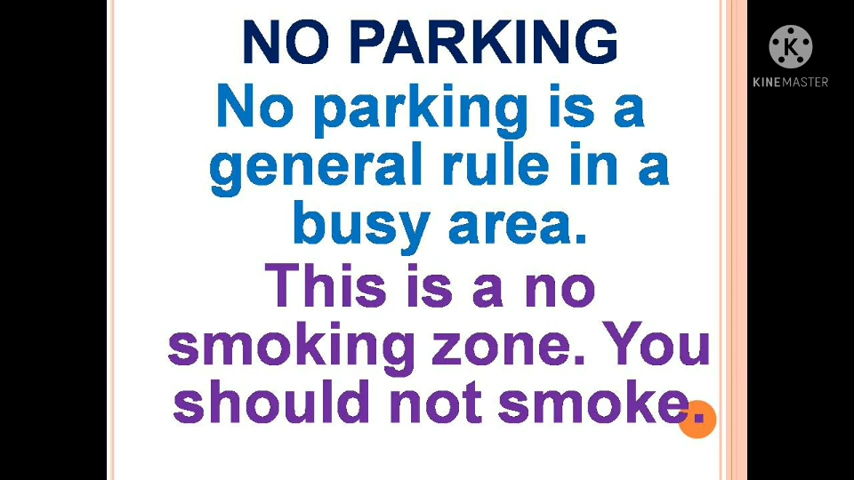 NO PARKING
No parking is a
general rule in a
busy area.
This is a no
smoking zone. You
should not smoke.
K
KINEMASTER